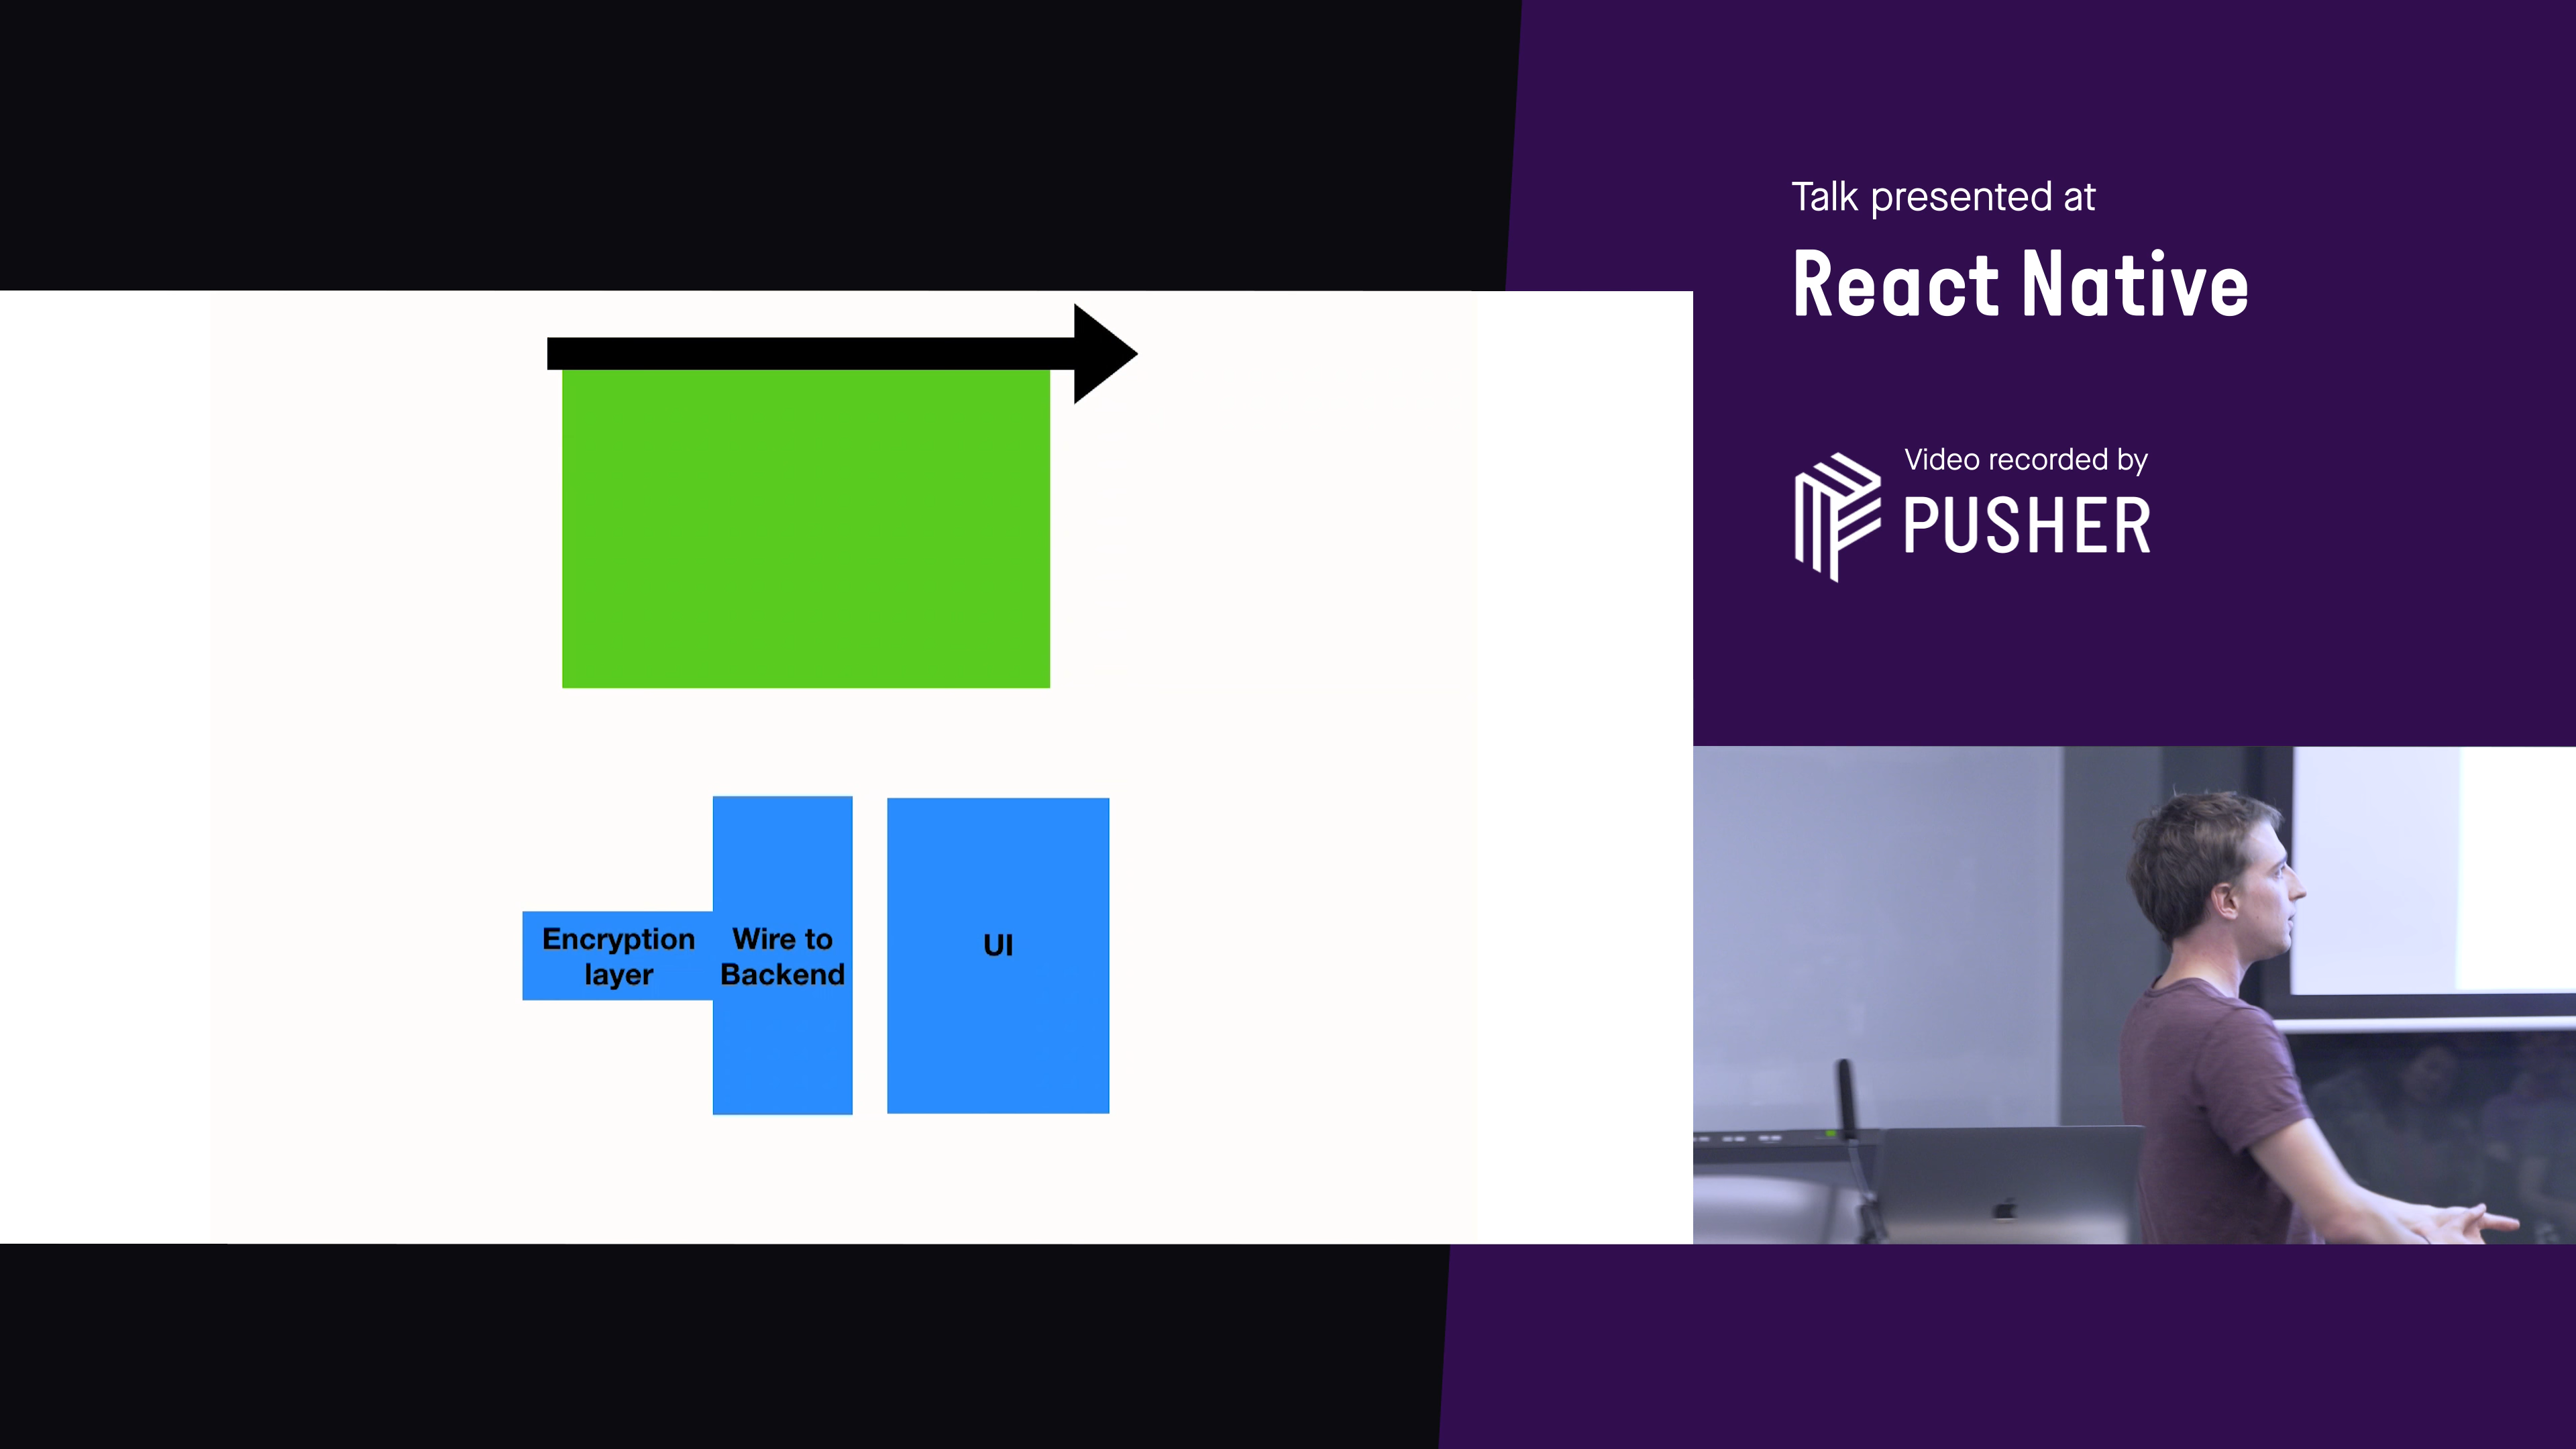 Talk presented at
React Native
Video recorded by
PUSHER
Encryption
layer
Wire to
Backend
UI